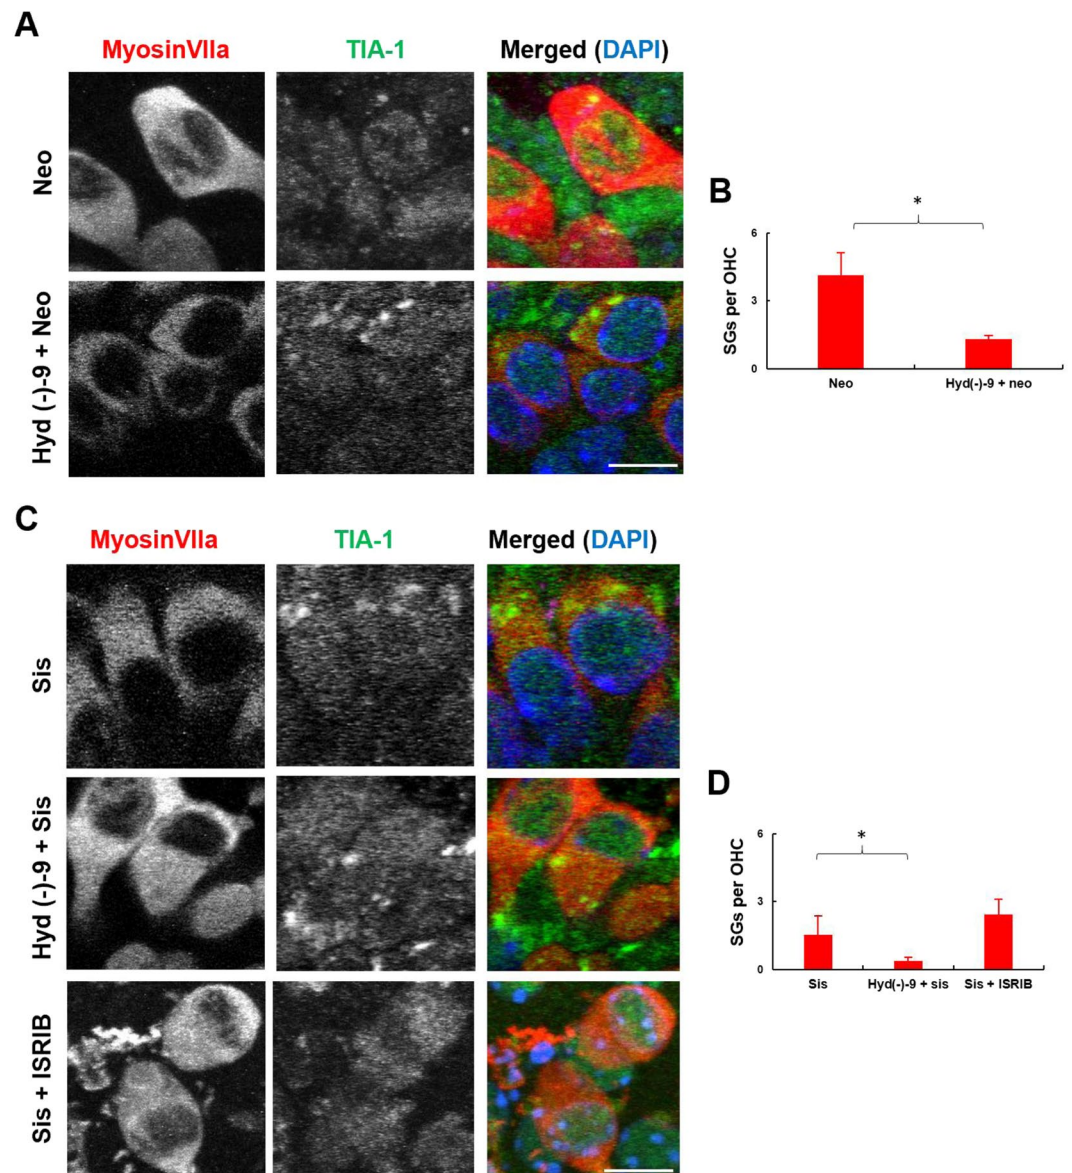 A
MyosinVIIa TIA-1 Merged (DAPI)
Neo
Hyd (-)-9 + Neo
B
*
SGs per OHC
6
3
0
Neo Hyd(-)-9 + neo
C
MyosinVIIa TIA-1 Merged (DAPI)
Sis
Hyd (-)-9 + Sis
Sis + ISRIB
D
*
SGs per OHC
6
3
0
Sis Hyd(-)-9 + sis Sis + ISRIB